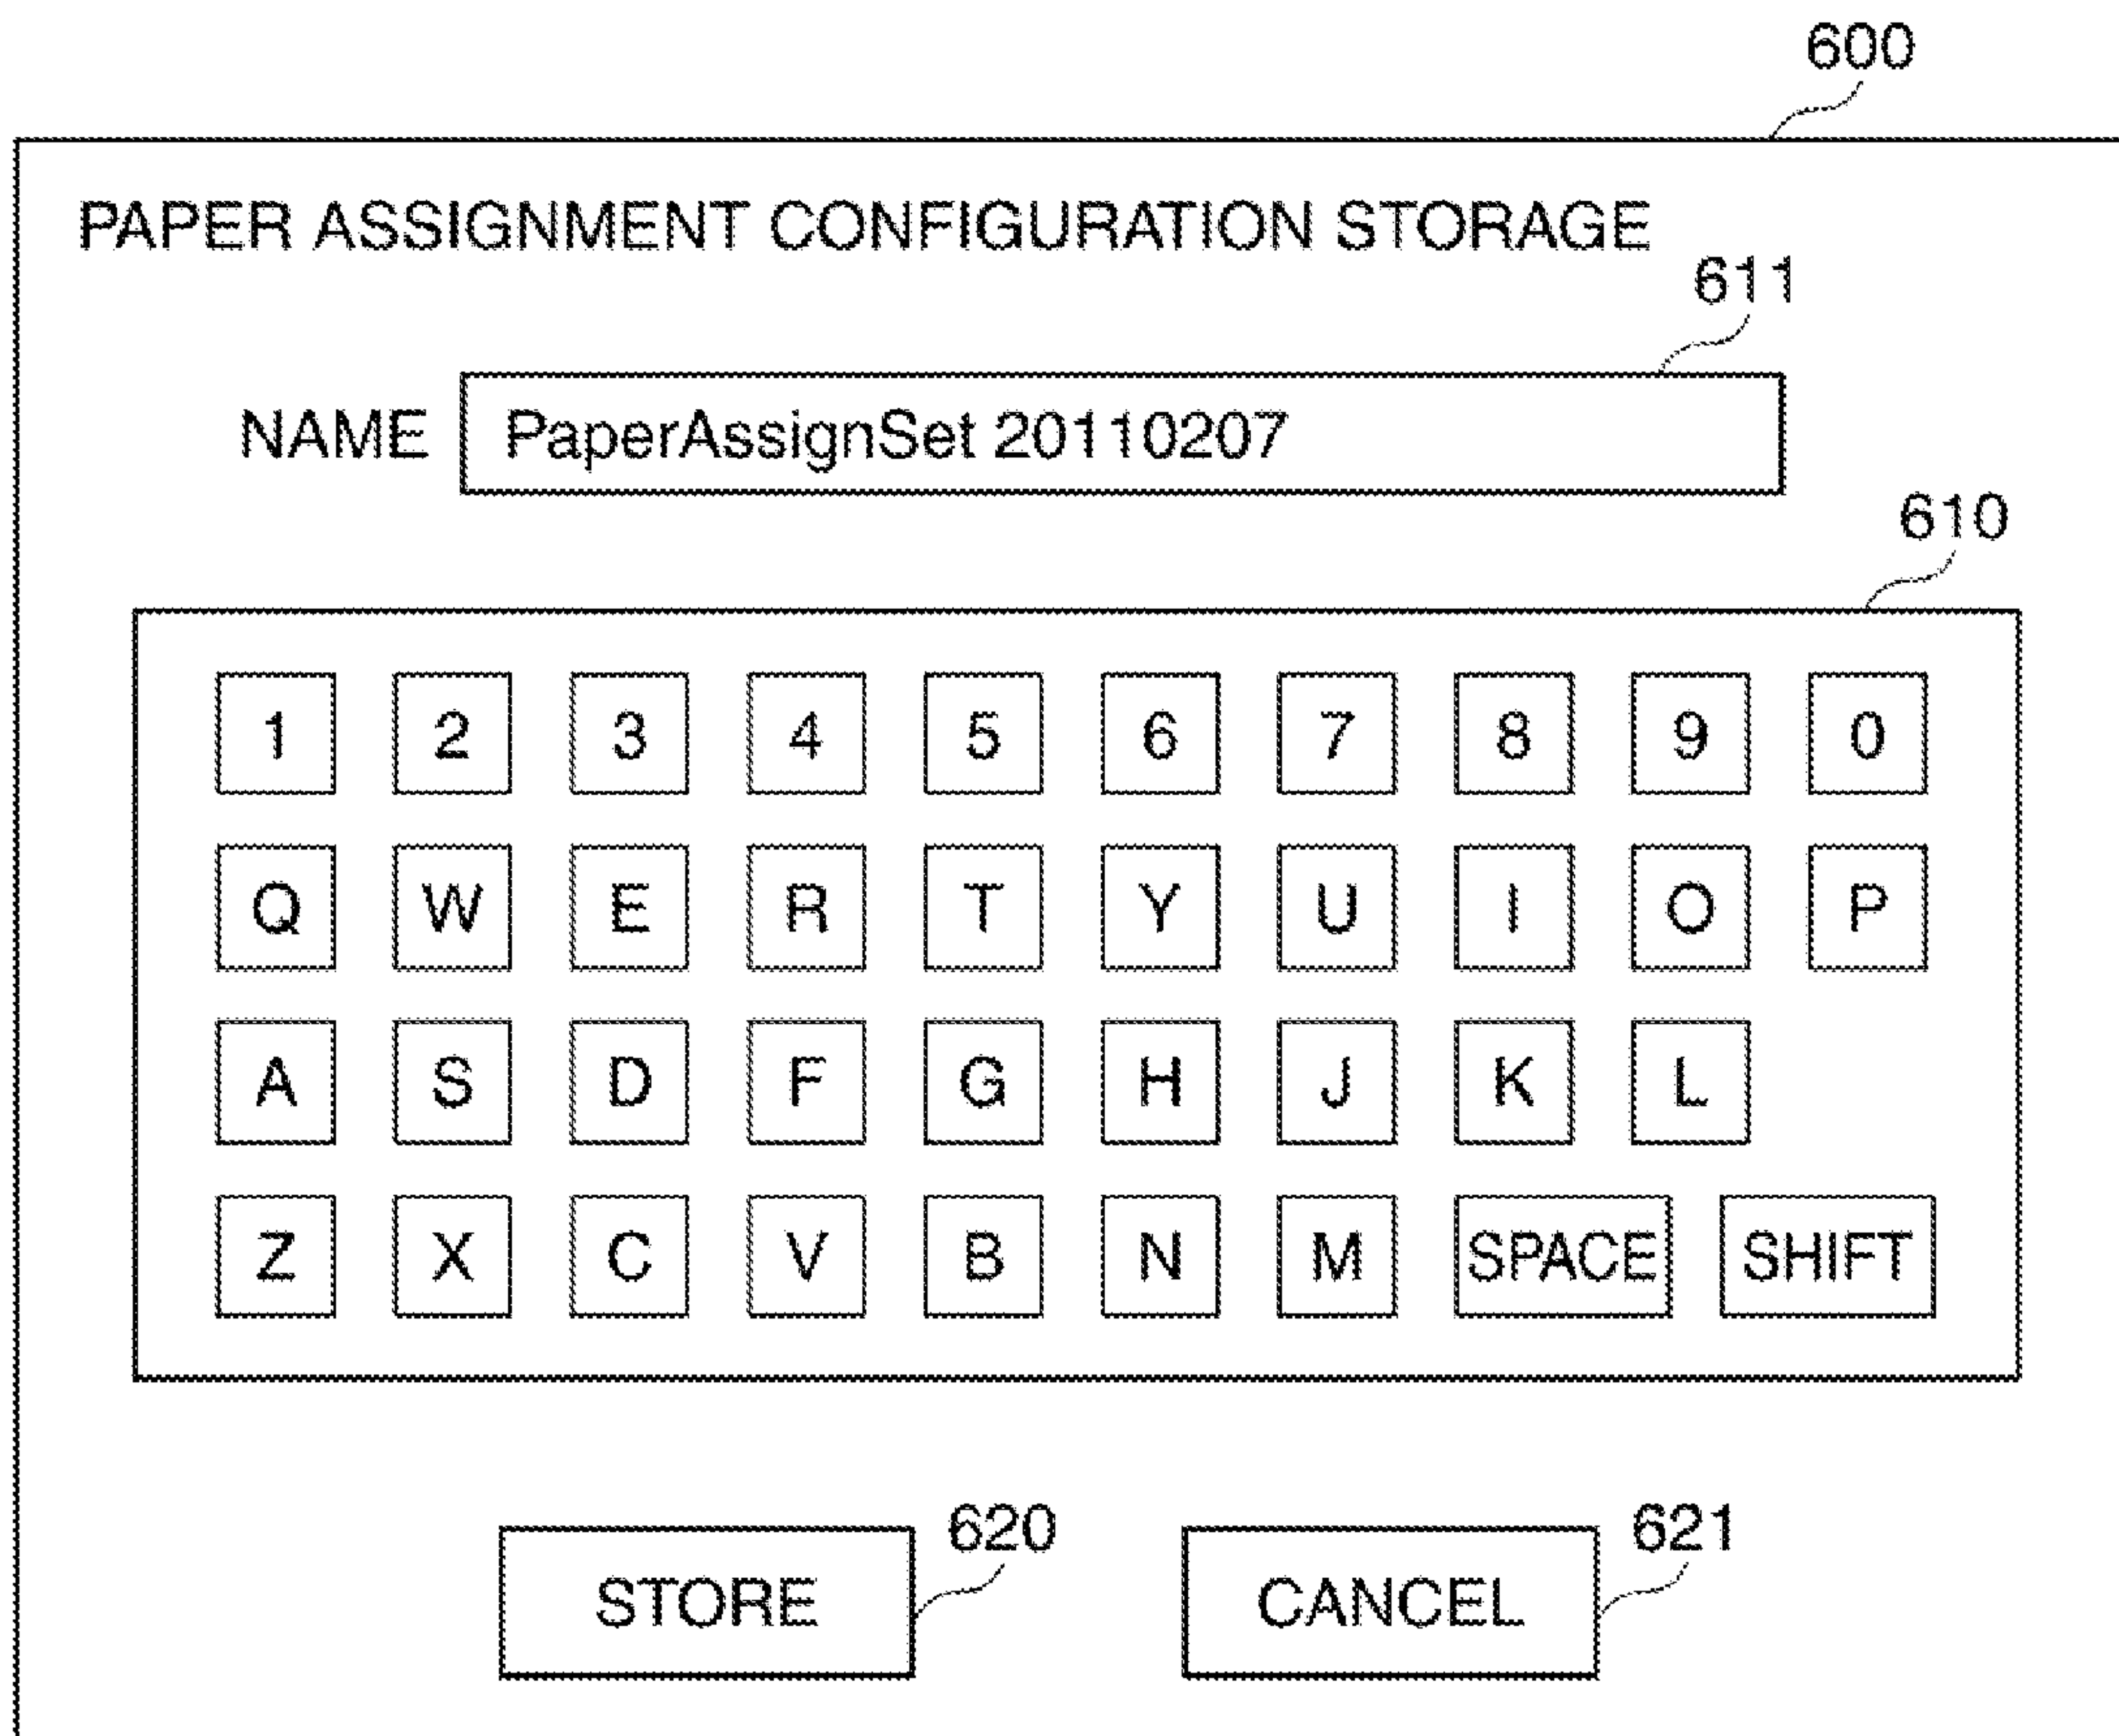 600
PAPER ASSIGNMENT CONFIGURATION STORAGE
611
NAME PaperAssignSet 20110207
610
1 2 3 4 5 6 7 8 9 0
Q W E R T Y U I O P
A S D F G H J K L
Z X C V B N M SPACE SHIFT
620 621
STORE CANCEL